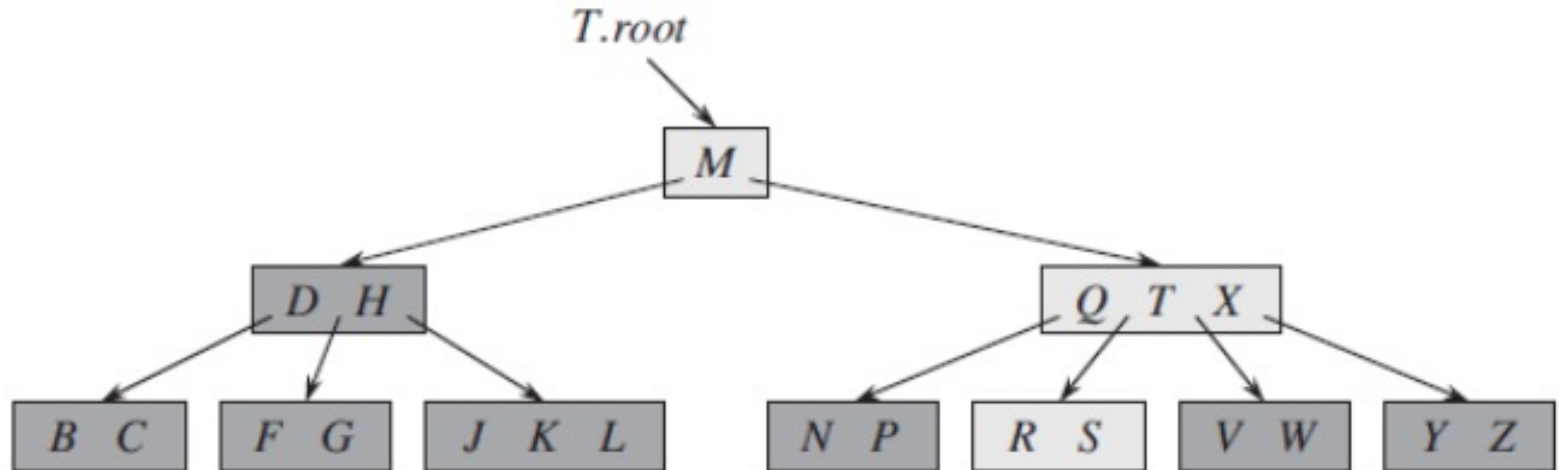 T.root
M
D H
Q T X
B C
F G
J K L
N P
R S
V W
Y Z